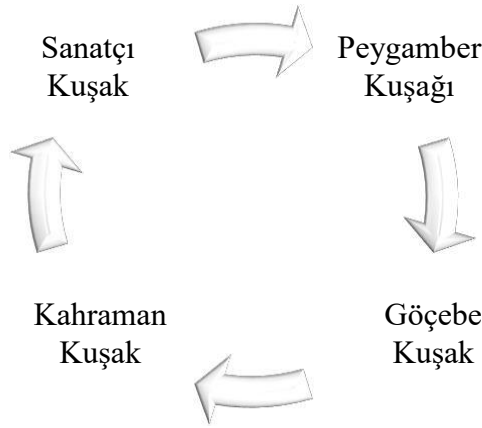 Sanatçı
Kuşak
Peygamber
Kuşağı
Kahraman
Kuşak
Göçebe
Kuşak